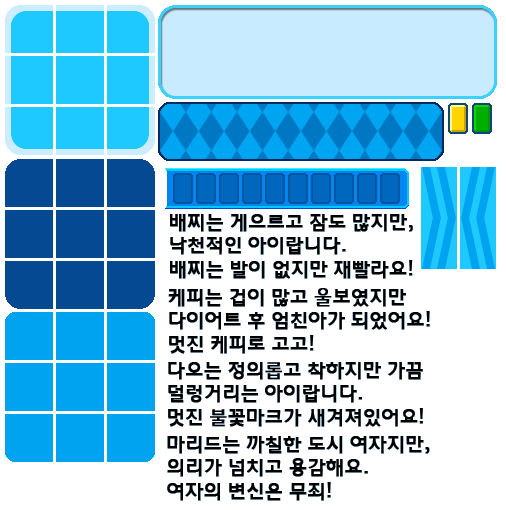 배찌는 게으르고 잠도 많지만,
낙천적인 아이랍니다.
배찌는 발이 없지만 재빨라요!
케피는 겁이 많고 울보였지만
다이어트 후 엄친아가 되었어요!
멋진 케피로 고고!
다오는 정의롭고 착하지만 가끔
덜렁거리는 아이랍니다.
멋진 불꽃마크가 새겨져있어요!
마리드는 까칠한 도시 여자지만,
의리가 넘치고 용감해요.
여자의 변신은 무죄!